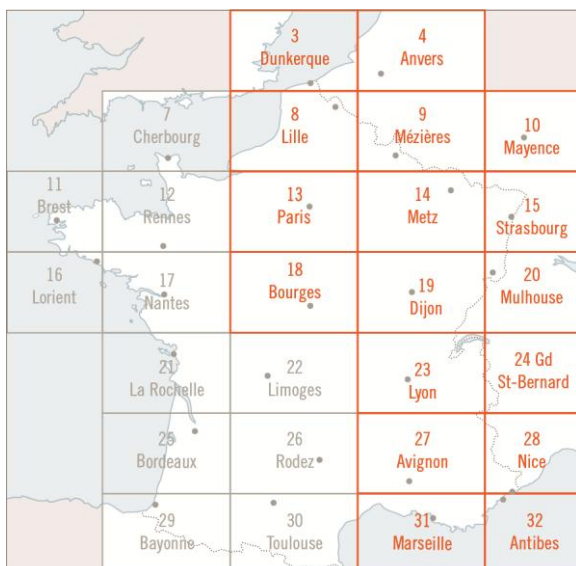 3
Dunkerque
4
Anvers
7
Cherbourg
8
Lille
9
Mézières
10
Mayence
11
Brest
12
Rennes
13
Paris
14
Metz
15
Strasbourg
16
Lorient
17
Nantes
18
Bourges
19
Dijon
20
Mulhouse
21
La Rochelle
22
Limoges
23
Lyon
24 Gd
St-Bernard
25
Bordeaux
26
Rodez
27
Avignon
28
Nice
29
Bayonne
30
Toulouse
31
Marseille
32
Antibes